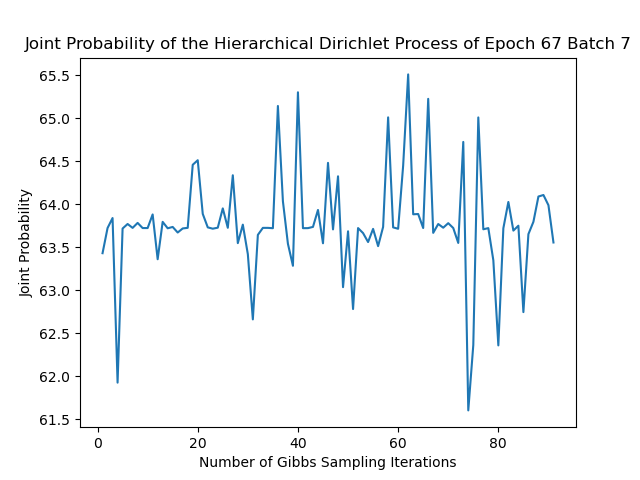 Joint Probability of the Hierarchical Dirichlet Process of Epoch 67 Batch 7
65.5
65.0
64.5
64.0
63.5
63.0
62.5
62.0
61.5
Joint Probability
0 20 40 60 80
Number of Gibbs Sampling Iterations